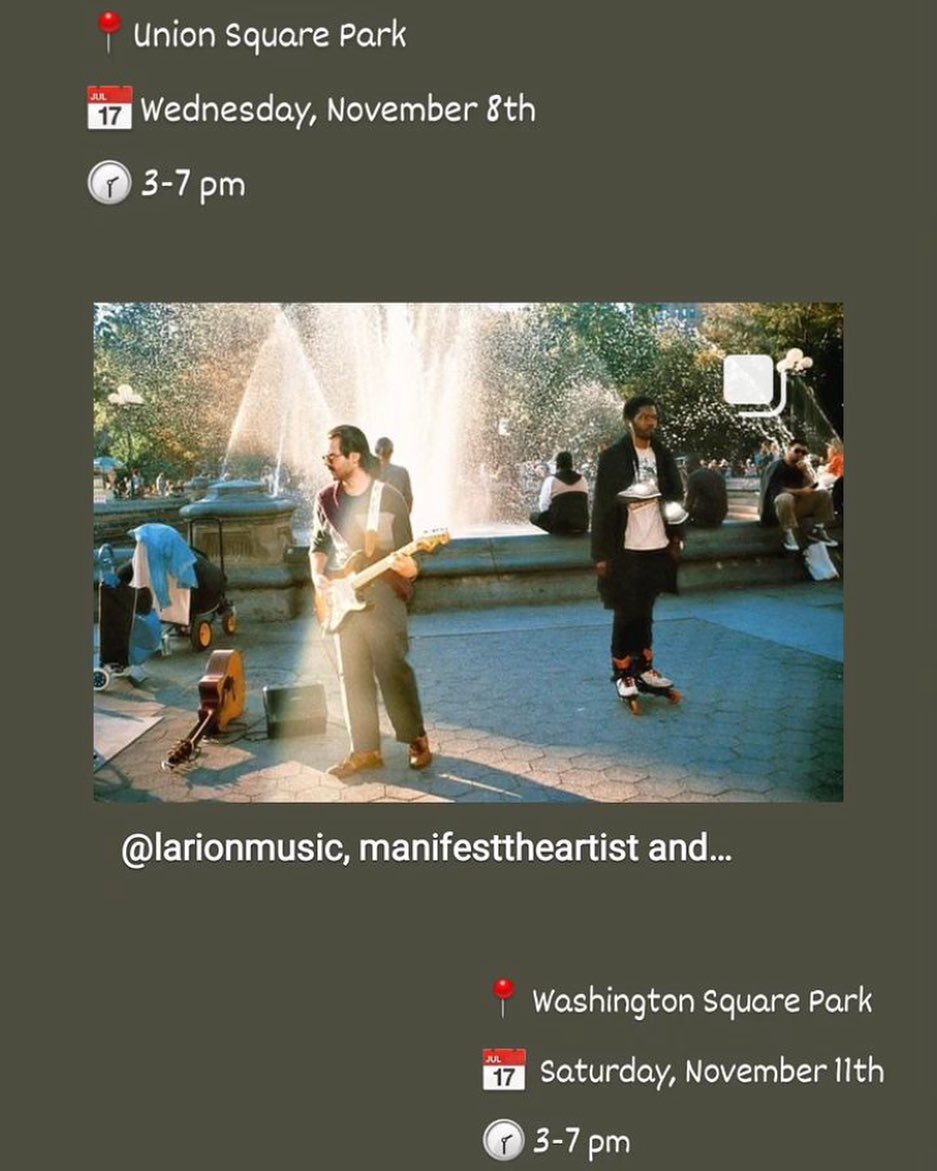 Union Square Park
JUL
17
Wednesday, November 8th
3-7 pm
@larionmusic, manifesttheartist and...
Washington Square Park
JUL
17
Saturday, November 11th
3-7 pm